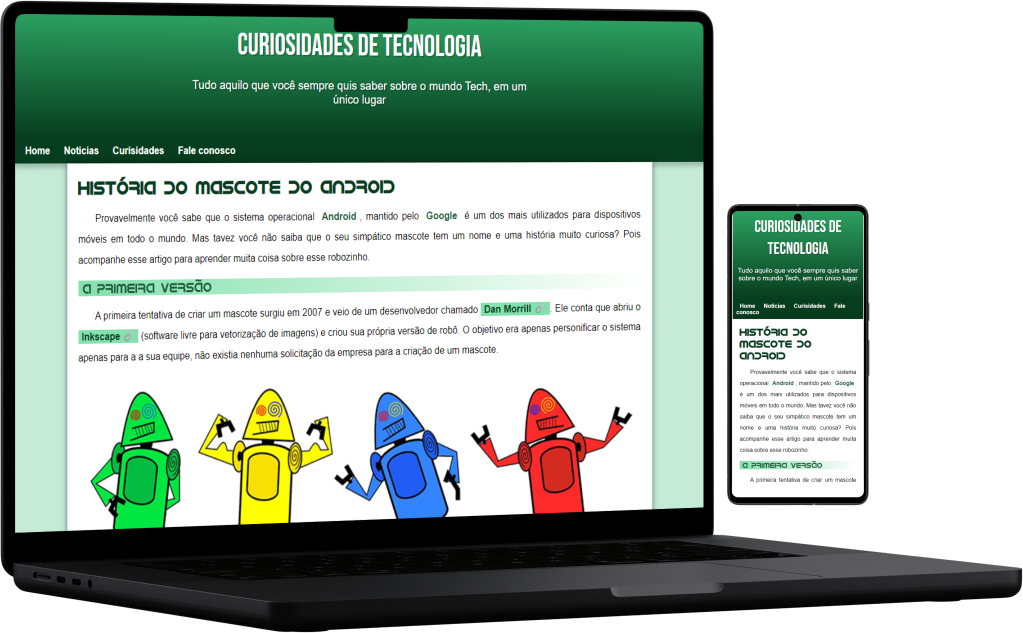 CURIOSIDADES DE TECNOLOGIA
Tudo aquilo que você sempre quis saber sobre o mundo Tech, em um
único lugar
Home Noticias Curisidades Fale conosco
HISTÓRIA DO MASCOTE DO ANDROID
Provavelmente você sabe que o sistema operacional Android , mantido pelo Google é um dos mais utilizados para dispositivos
móveis em todo o mundo. Mas tavez você não saiba que o seu simpático mascote tem um nome e uma história muito curiosa? Pois
acompanhe esse artigo para aprender muita coisa sobre esse robozinho.
A PRIMEIRA VERSÃO
A primeira tentativa de criar um mascote surgiu em 2007 e veio de um desenvolvedor chamado Dan Morrill . Ele conta que abriu o
Inkscape (software livre para vetorização de imagens) e criou sua própria versão de robô. O objetivo era apenas personificar o sistema
apenas para a a sua equipe, não existia nenhuma solicitação da empresa para a criação de um mascote.
CURIOSIDADES DE
TECNOLOGIA
Tudo aquilo que você sempre quis saber
sobre o mundo Tech, em um único lugar
Home Noticias Curisidades Fale
conosco
HISTÓRIA DO
MASCOTE DO
ANDROID
Provavelmente você sabe que o sistema
operacional Android , mantido pelo Google
é um dos mais utilizados para dispositivos
móveis em todo o mundo. Mas tavez você não
saiba que o seu simpático mascote tem um
nome e uma história muito curiosa? Pois
acompanhe esse artigo para aprender muita
coisa sobre esse robozinho.
A PRIMEIRA VERSÃO
A primeira tentativa de criar um mascote